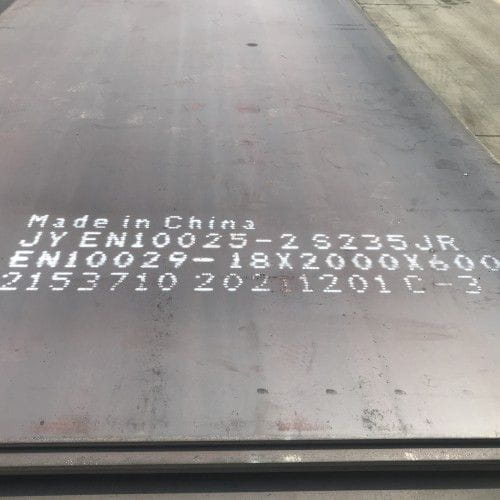 Made in China
JY EN10025-2 S235JR
EN10029-18X2000X600
2153710 20211201 C-3